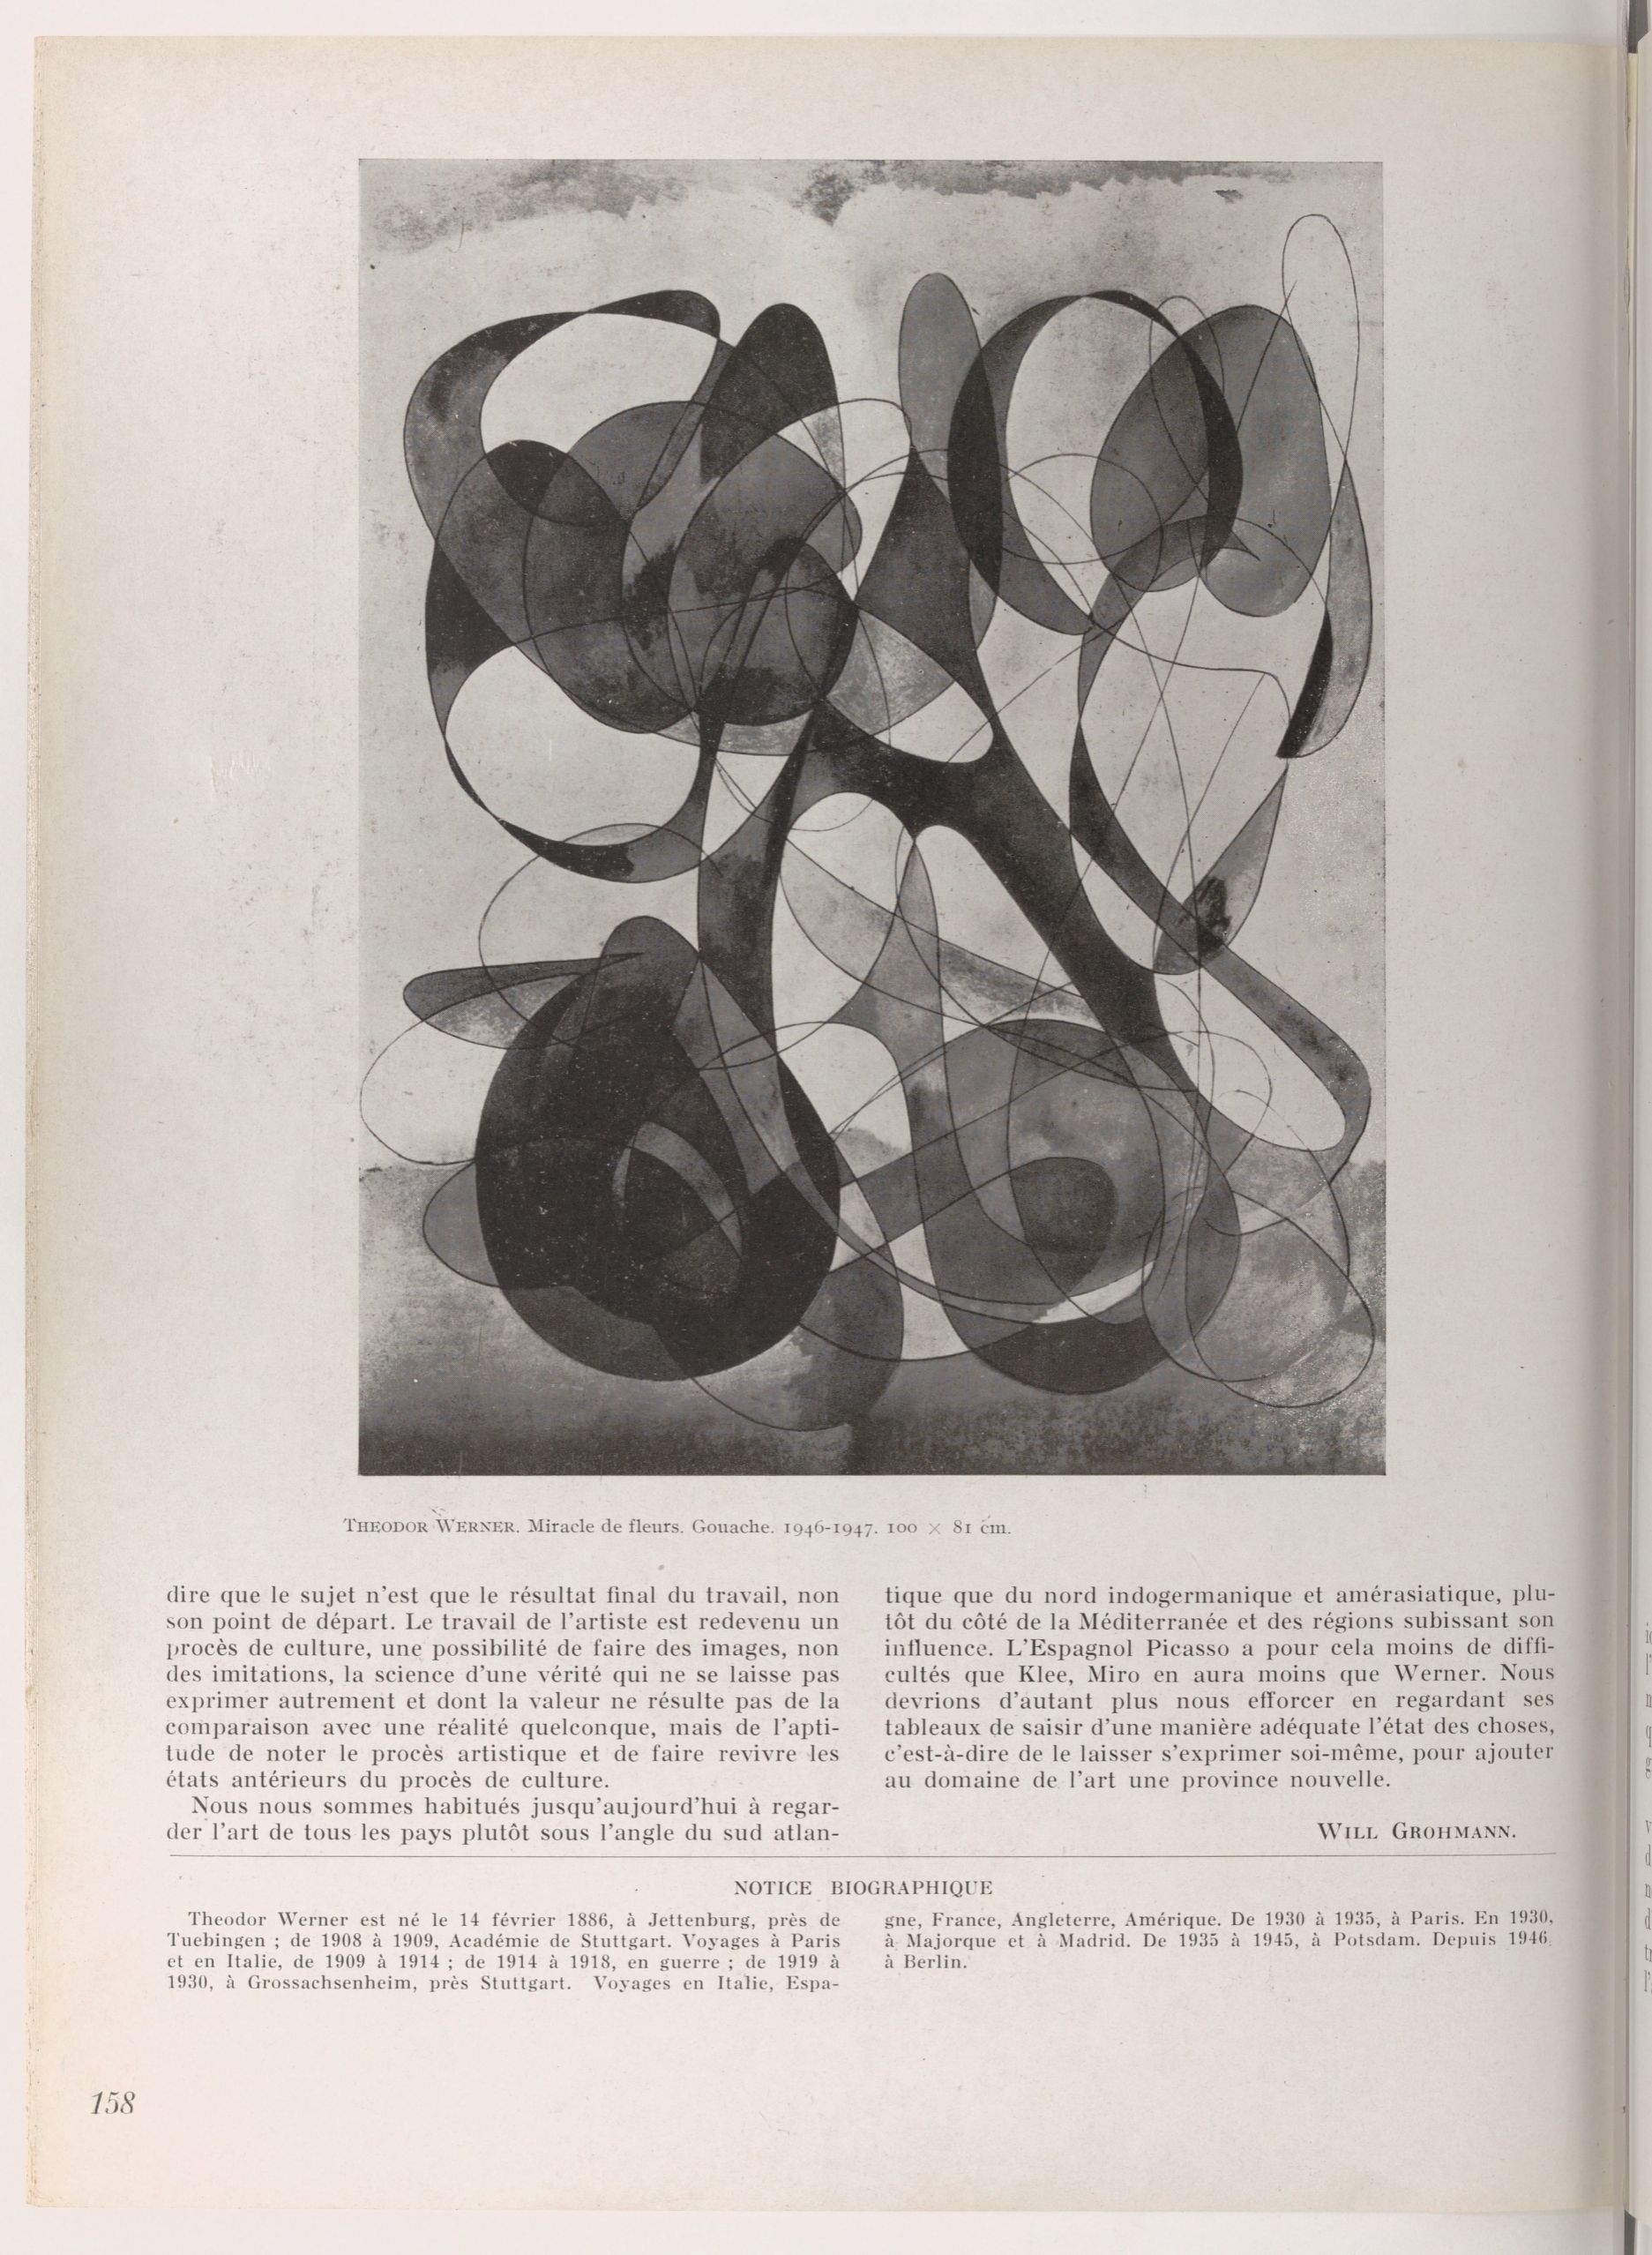 THEODOR WERNER. Miracle de fleurs. Gouache. 1946-1947. 100 × 81 cm.
dire que le sujet n'est que le résultat final du travail, non
son point de départ. Le travail de l'artiste est redevenu un
procès de culture, une possibilité de faire des images, non
des imitations, la science d'une vérité qui ne se laisse pas
exprimer autrement et dont la valeur ne résulte pas de la
comparaison avec une réalité quelconque, mais de l'apti-
tude de noter le procès artistique et de faire revivre les
états antérieurs du procès de culture.
Nous nous sommes habitués jusqu'aujourd'hui à regar-
der l'art de tous les pays plutôt sous l'angle du sud atlan-
tique que du nord indogermanique et amérasiatique, plu-
tôt du côté de la Méditerranée et des régions subissant son
influence. L'Espagnol Picasso a pour cela moins de diffi-
cultés que Klee, Miro en aura moins que Werner. Nous
devrions d'autant plus nous efforcer en regardant ses
tableaux de saisir d'une manière adéquate l'état des choses,
c'est-à-dire de le laisser s'exprimer soi-même, pour ajouter
au domaine de l'art une province nouvelle.
WILL GROHMANN.
NOTICE BIOGRAPHIQUE
Theodor Werner est né le 14 février 1886, à Jettenburg, près de
Tuebingen ; de 1908 à 1909, Académie de Stuttgart. Voyages à Paris
et en Italie, de 1909 à 1914 ; de 1914 à 1918, en guerre ; de 1919 à
1930, à Grossachsenheim, près Stuttgart. Voyages en Italie, Espa-
gne, France, Angleterre, Amérique. De 1930 à 1935, à Paris. En 1930,
à Majorque et à Madrid. De 1935 à 1945, à Potsdam. Depuis 1946,
à Berlin.
158